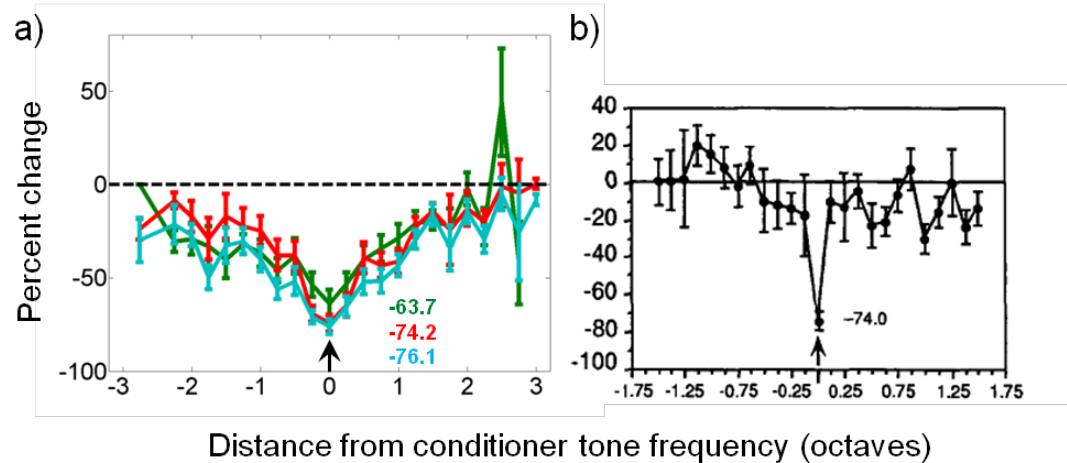 a)
Percent change
50
0
-50
-100
-63.7
-74.2
-76.1
-3 -2 -1 0 1 2 3
b)
40
20
0
-20
-40
-60
-80
-100
-74.0
-1.75 -1.25 -0.75 -0.25 0.25 0.75 1.25 1.75
Distance from conditioner tone frequency (octaves)